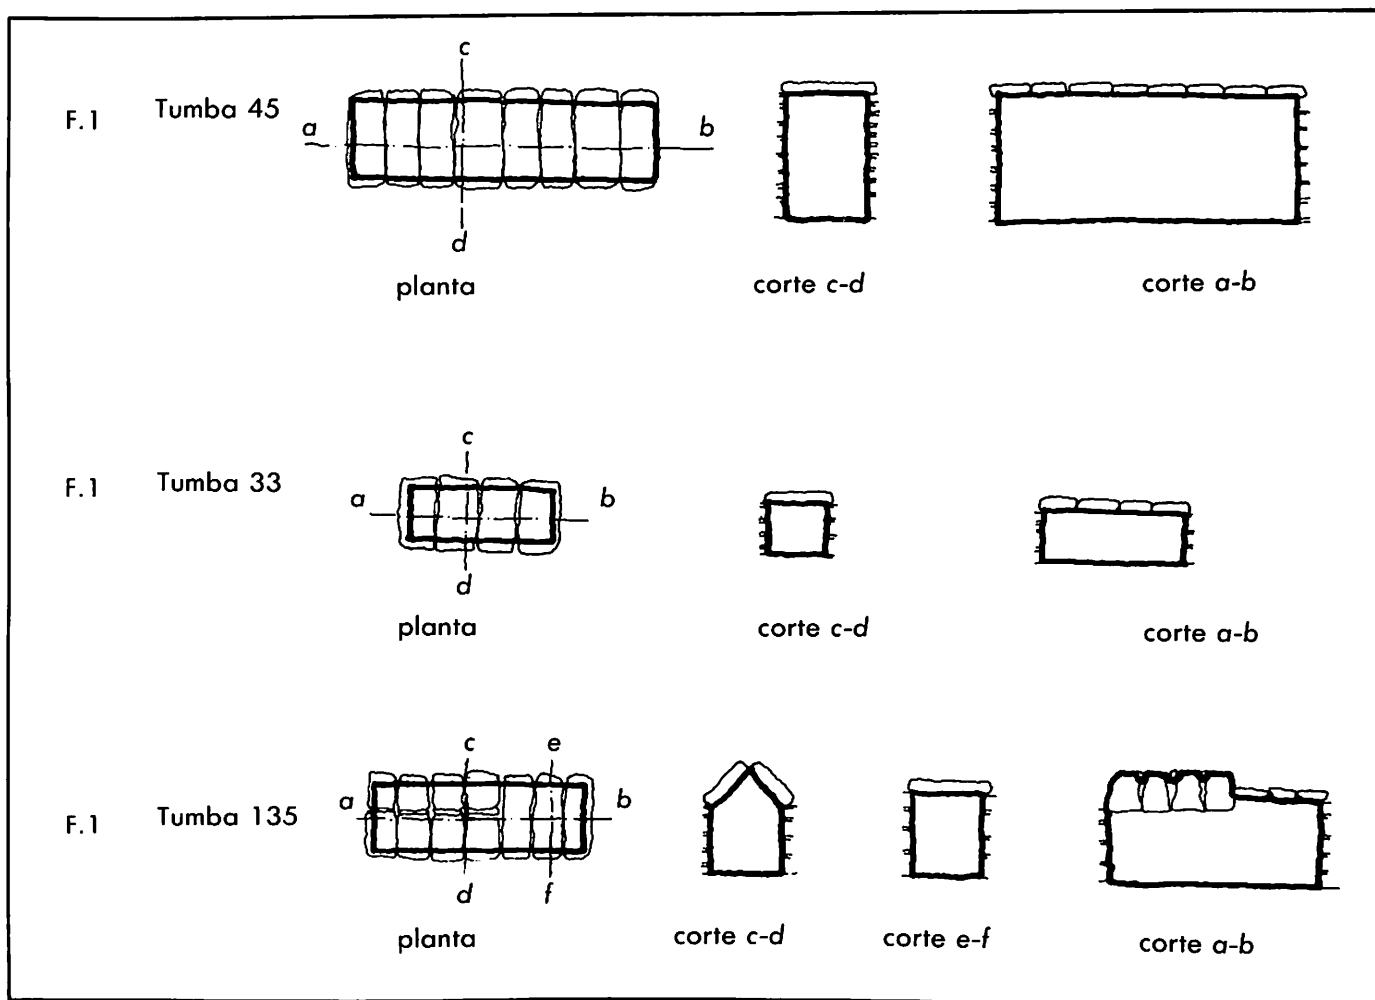 c
F.1 Tumba 45 a b
d
planta corte c-d corte a-b
c
F.1 Tumba 33 a b
d
planta corte c-d corte a-b
c e
F.1 Tumba 135 a b
d f
planta corte c-d corte e-f corte a-b